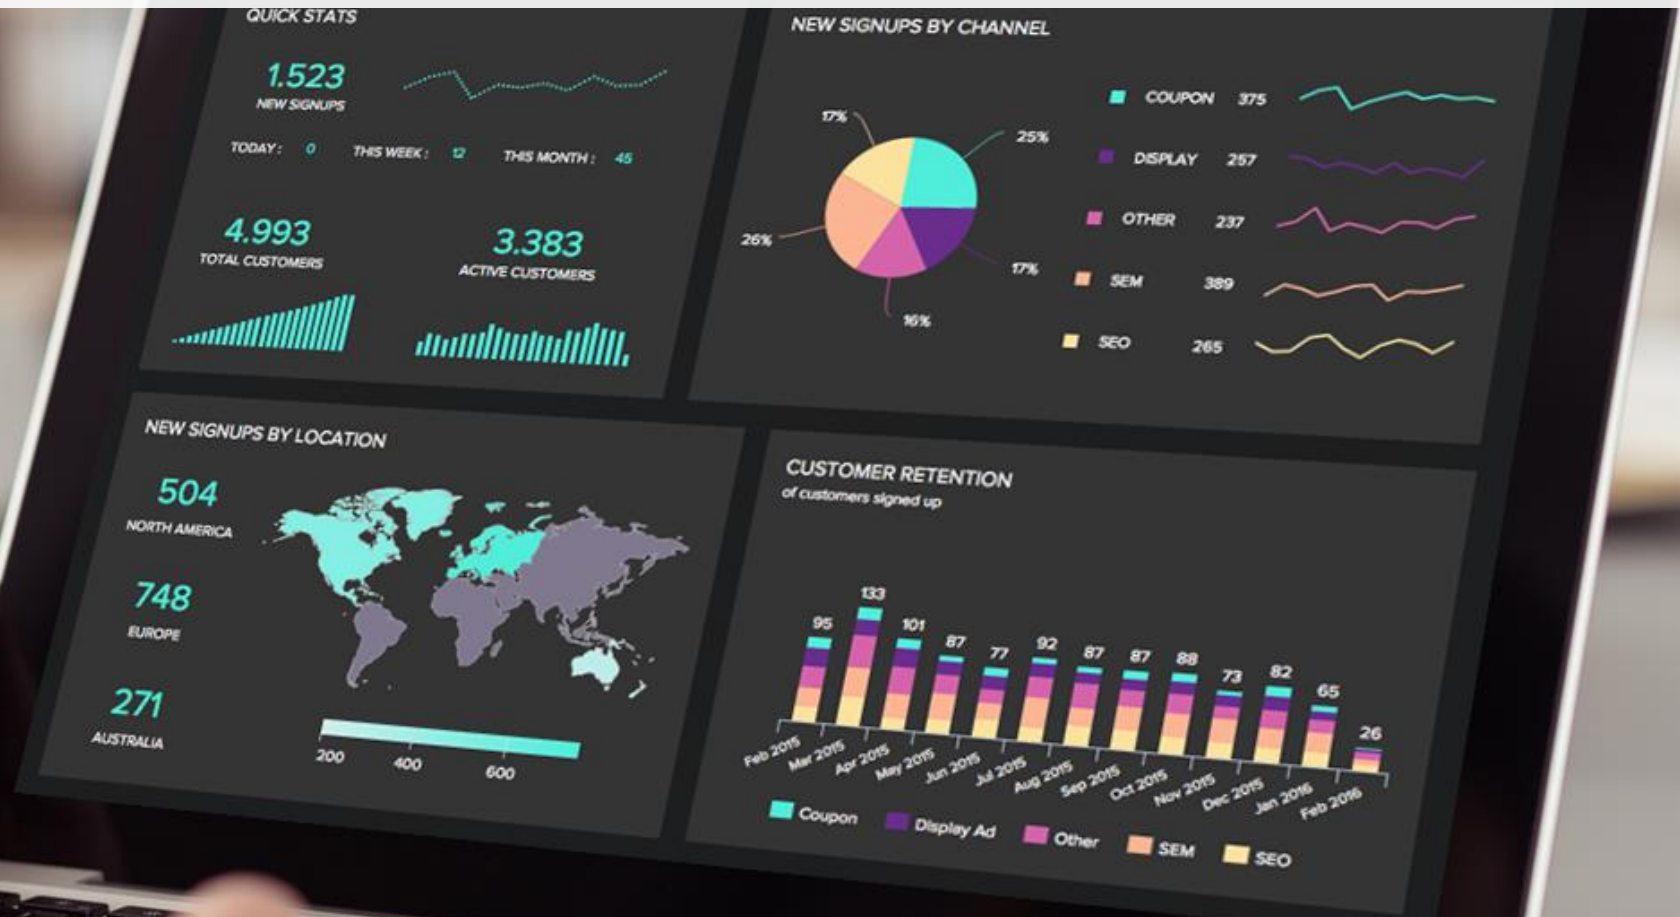 QUICK STATS
1.523
NEW SIGNUPS
TODAY: 0 THIS WEEK: 12 THIS MONTH: 45
4.993
TOTAL CUSTOMERS
3.383
ACTIVE CUSTOMERS
NEW SIGNUPS BY CHANNEL
17%
25%
26%
17%
16%
COUPON 375
DISPLAY 257
OTHER 237
SEM 389
SEO 265
NEW SIGNUPS BY LOCATION
504
NORTH AMERICA
748
EUROPE
271
AUSTRALIA
200 400 600
CUSTOMER RETENTION
of customers signed up
95 133 101 87 77 92 87 87 88 73 82 65 26
Feb 2015 Mar 2015 Apr 2015 May 2015 Jun 2015 Jul 2015 Aug 2015 Sep 2015 Oct 2015 Nov 2015 Dec 2015 Jan 2016 Feb 2016
Coupon Display Ad Other SEM SEO